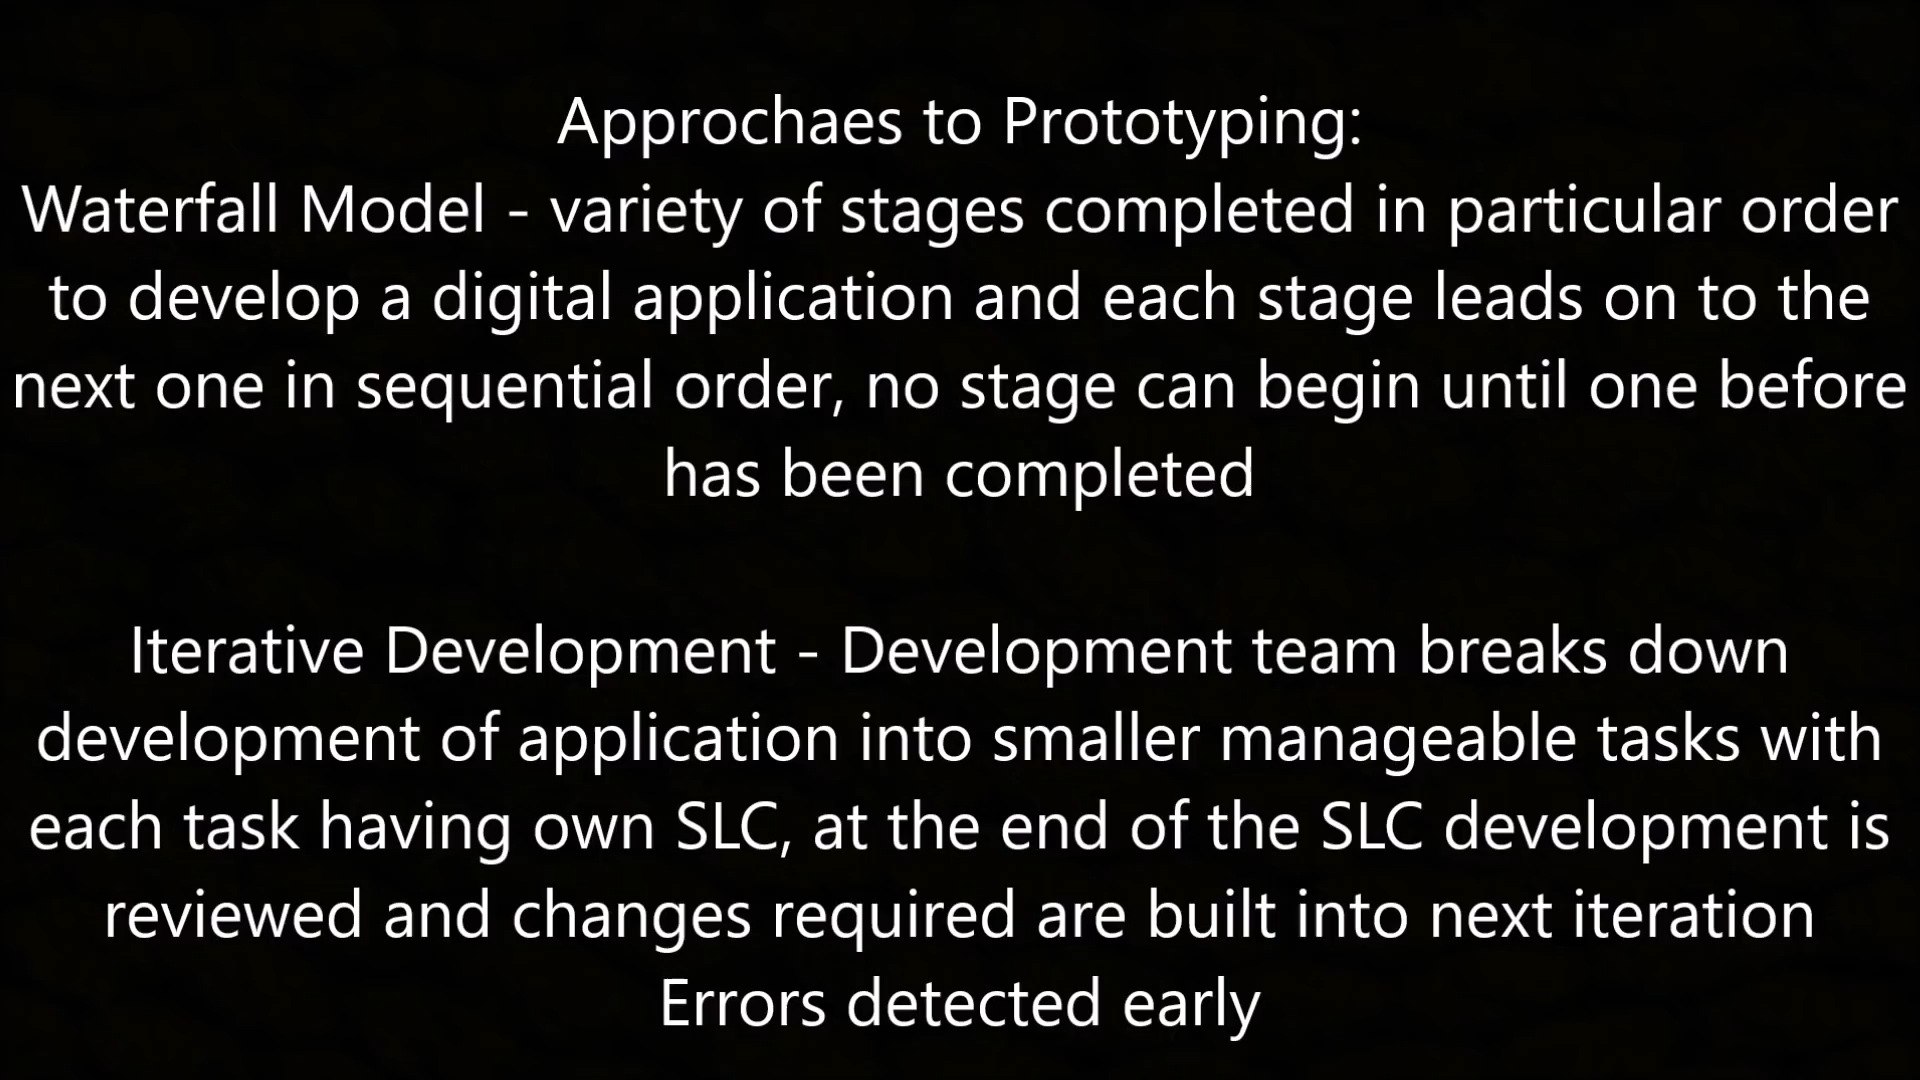 Approchaes to Prototyping:
Waterfall Model - variety of stages completed in particular order
to develop a digital application and each stage leads on to the
next one in sequential order, no stage can begin until one before
has been completed
Iterative Development - Development team breaks down
development of application into smaller manageable tasks with
each task having own SLC, at the end of the SLC development is
reviewed and changes required are built into next iteration
Errors detected early